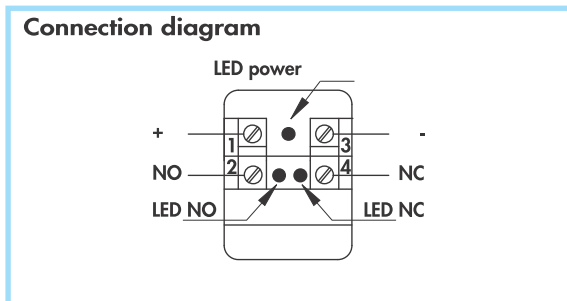 Connection diagram
LED power
+ 1 3 -
NO 2 4 NC
LED NO LED NC